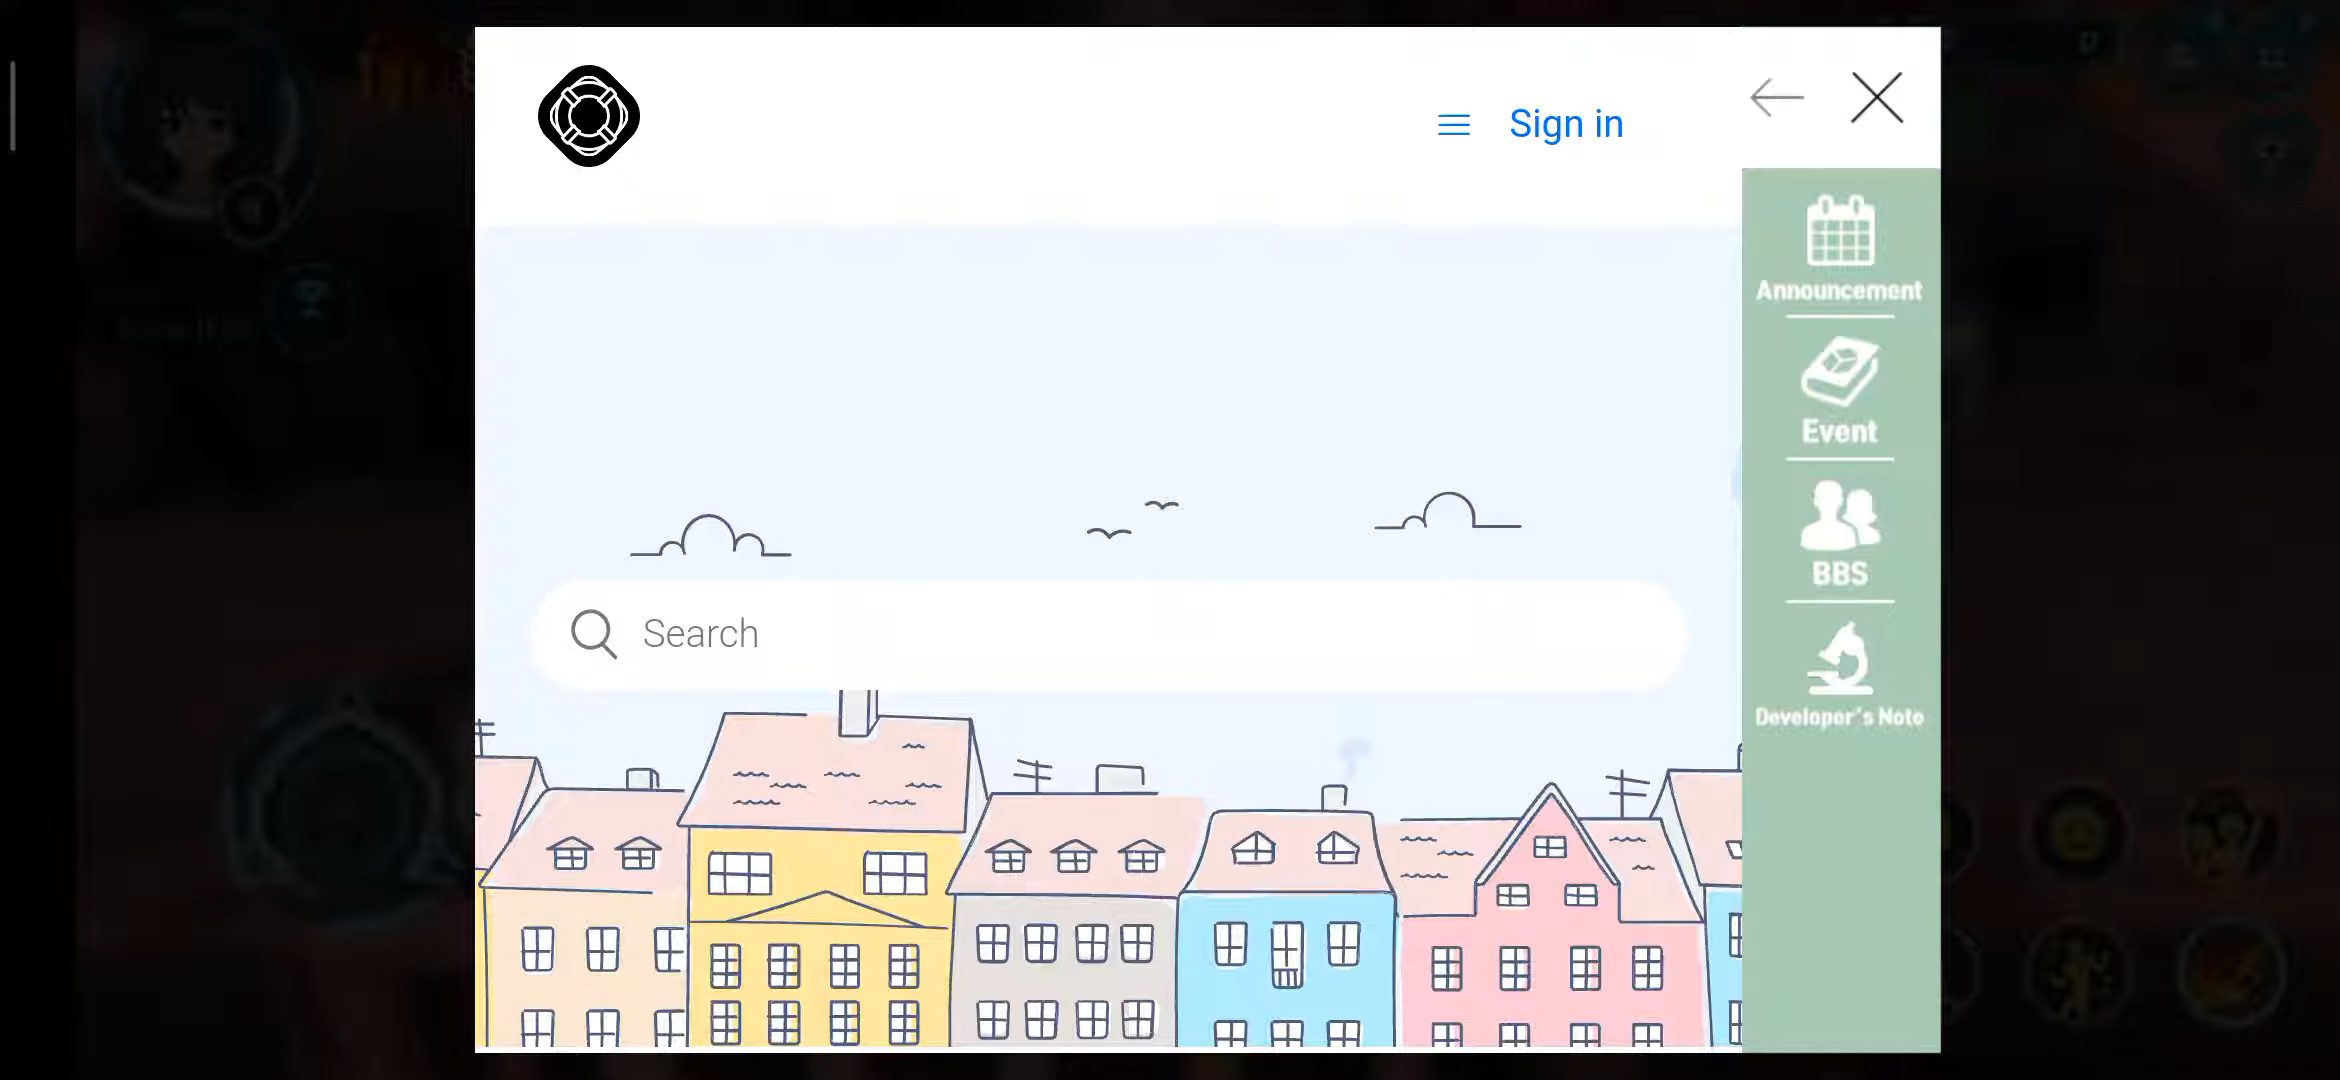 Sign in
Announcement
Event
BBS
Search
Developer's Note